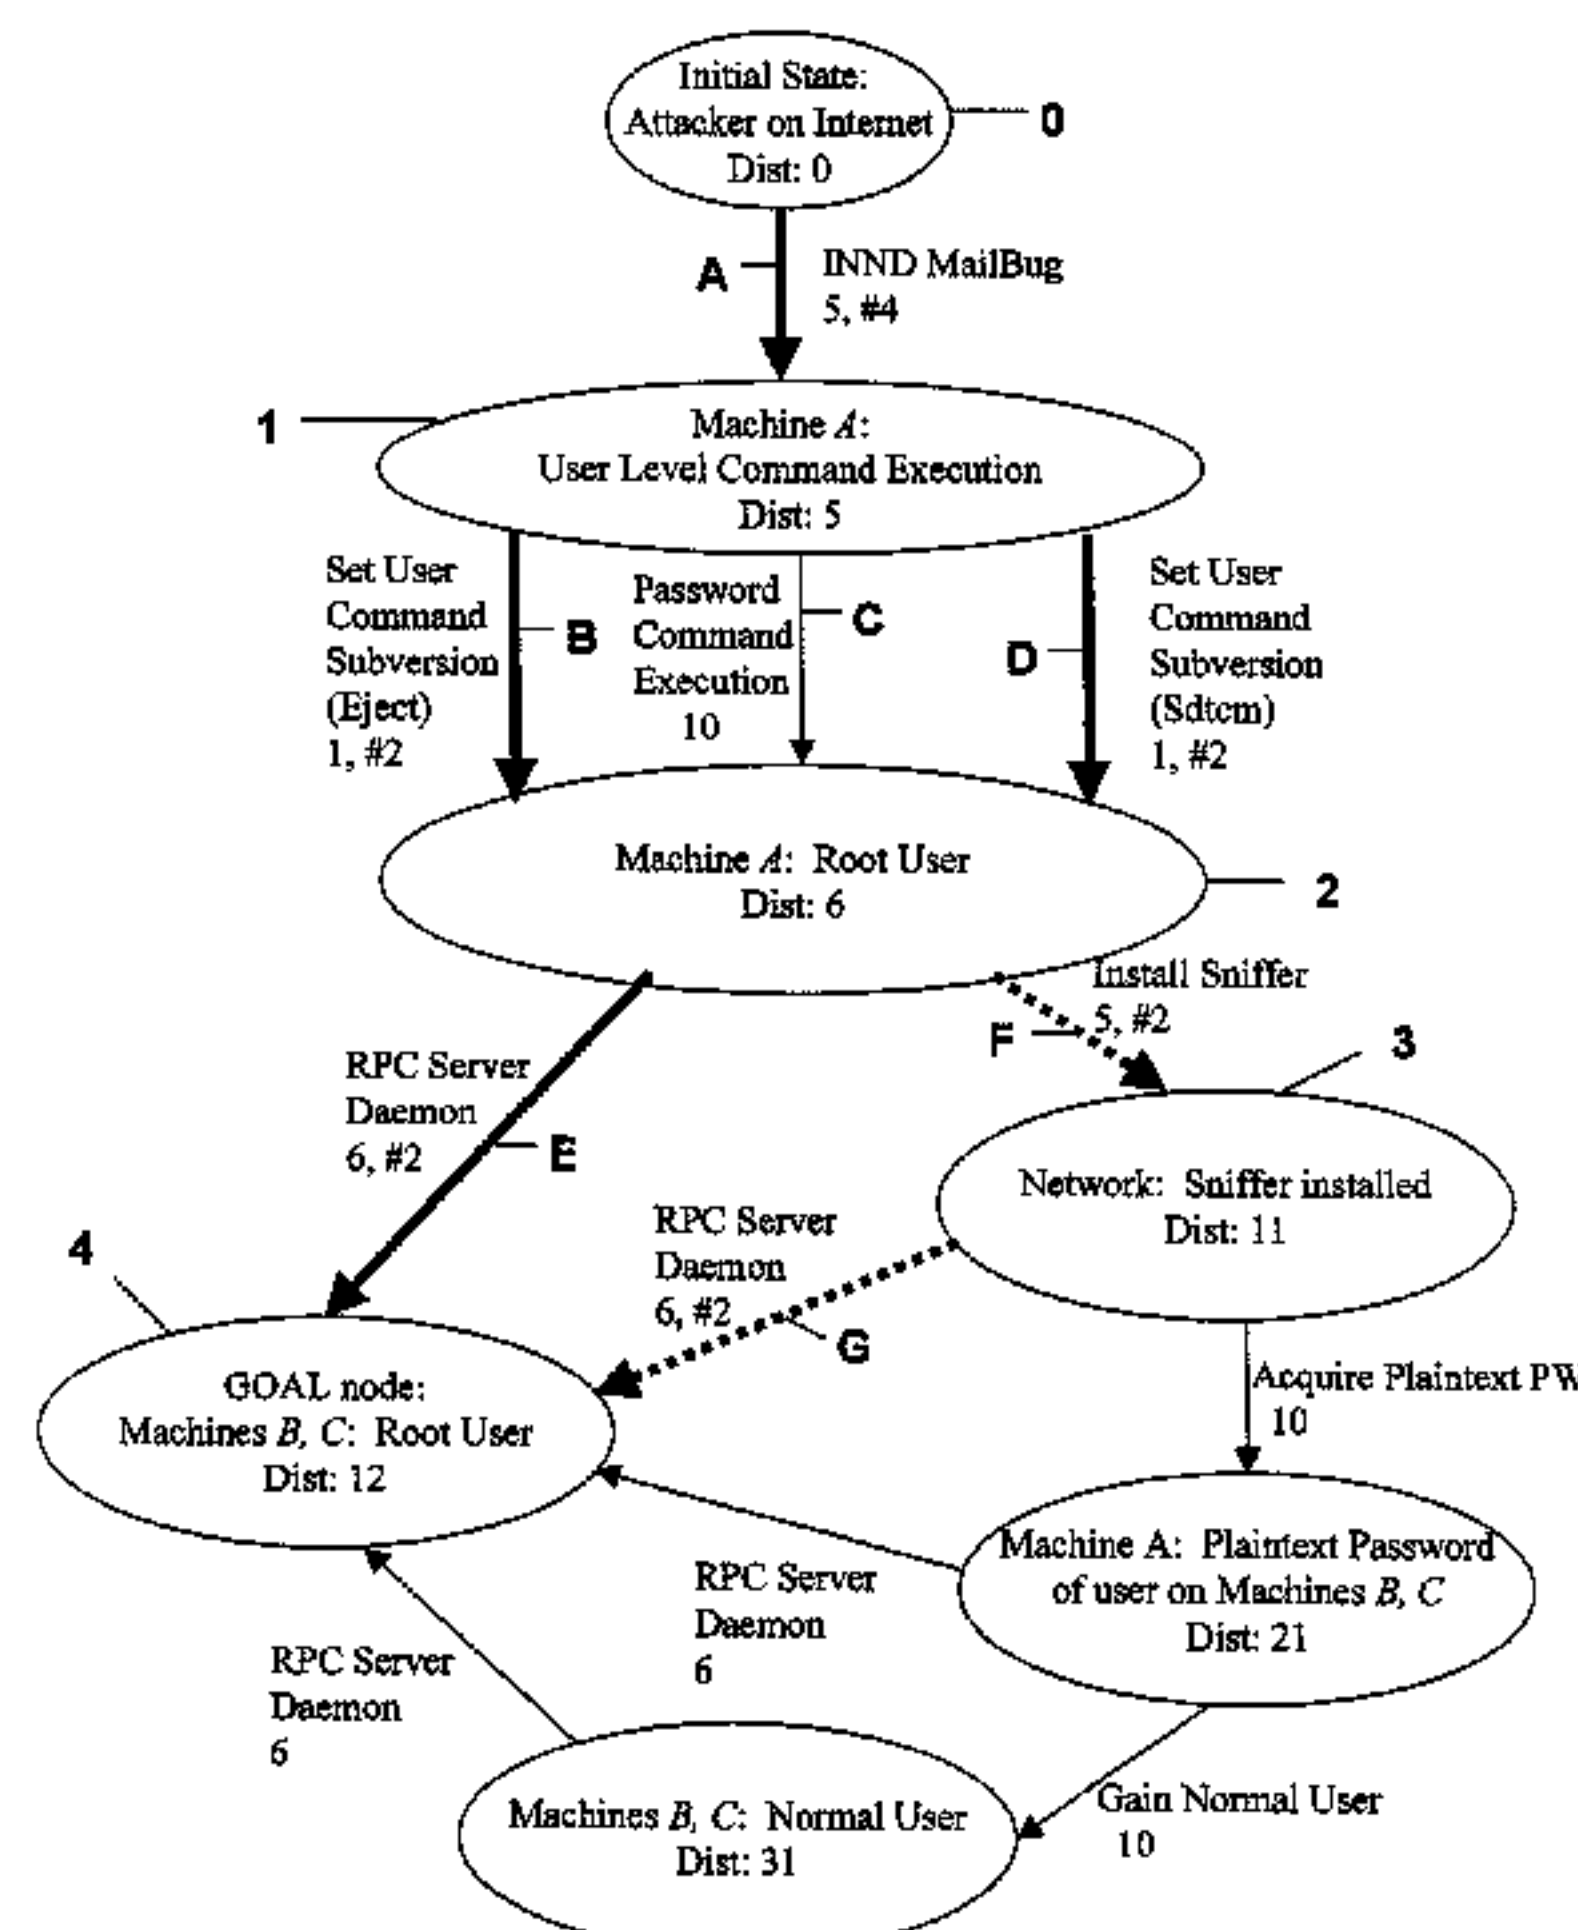 Initial State:
Attacker on Internet
Dist: 0
0
A
INND MailBug
5, #4
1
Machine A:
User Level Command Execution
Dist: 5
Set User
Command
Subversion
(Eject)
1, #2
B
Password
Command
Execution
10
C
D
Set User
Command
Subversion
(Sdtcm)
1, #2
Machine A: Root User
Dist: 6
2
Install Sniffer
5, #2
F
3
RPC Server
Daemon
6, #2
E
Network: Sniffer installed
Dist: 11
4
RPC Server
Daemon
6, #2
G
GOAL node:
Machines B, C: Root User
Dist: 12
Acquire Plaintext PW
10
Machine A: Plaintext Password
of user on Machines B, C
Dist: 21
RPC Server
Daemon
6
RPC Server
Daemon
6
Gain Normal User
10
Machines B, C: Normal User
Dist: 31